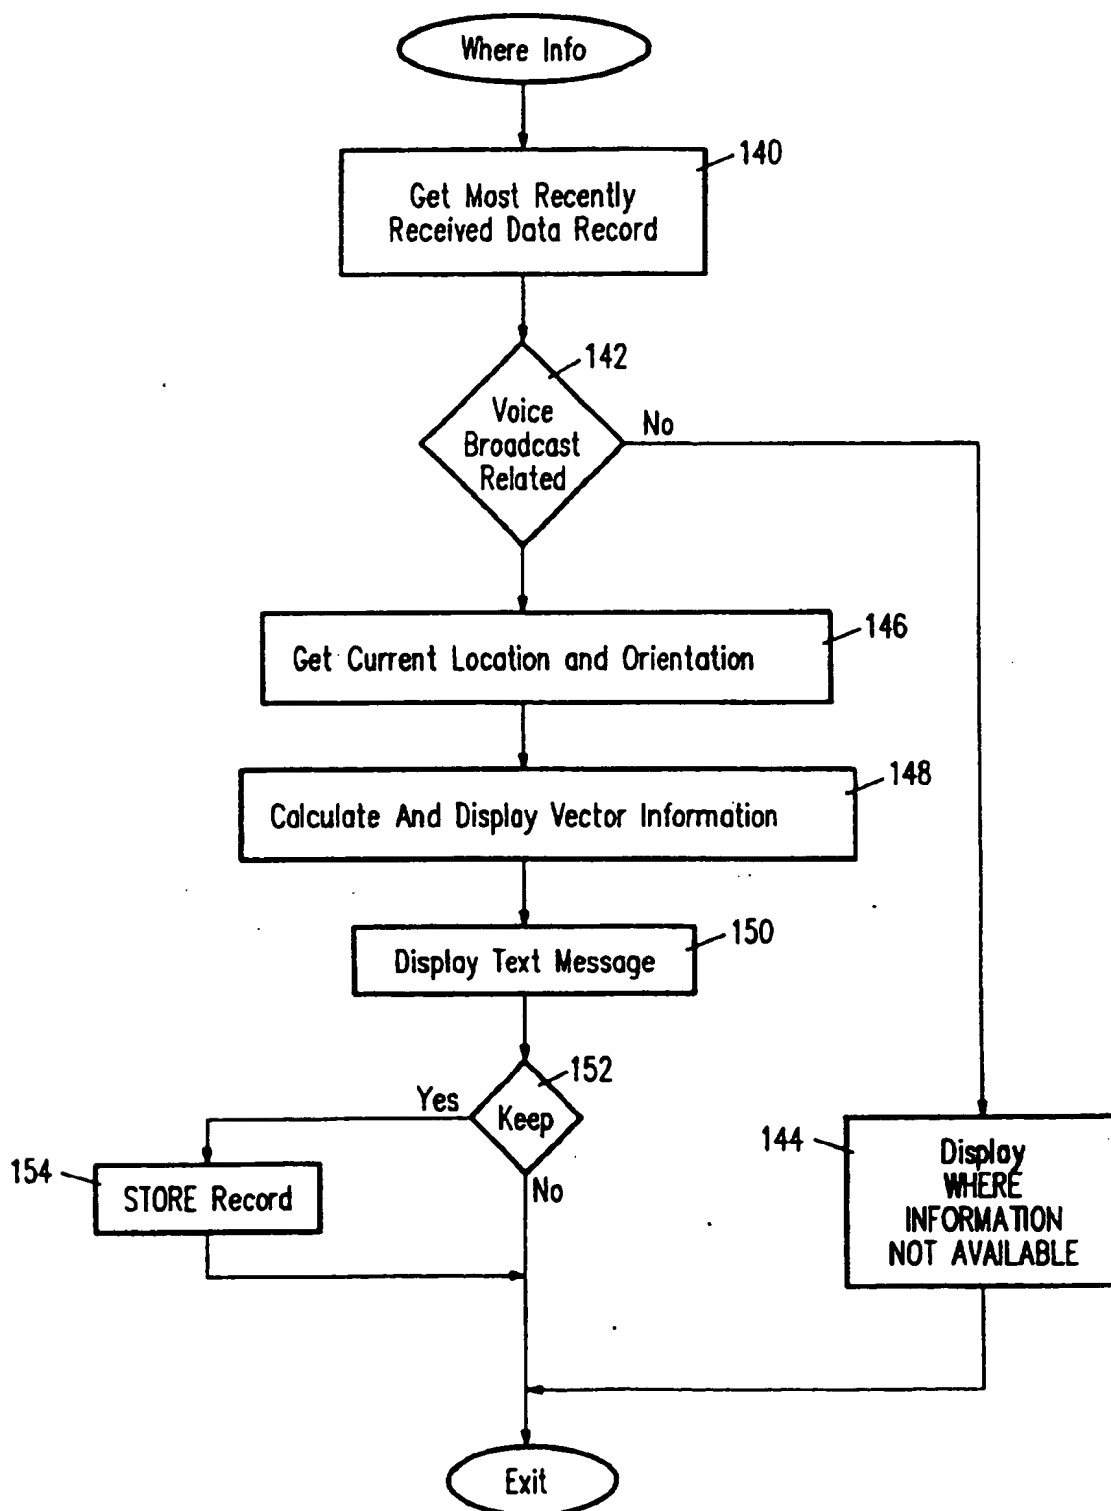 Where Info
140
Get Most Recently
Received Data Record
142
Voice
Broadcast
Related
No
146
Get Current Location and Orientation
148
Calculate And Display Vector Information
150
Display Text Message
152
Keep
Yes
No
154
STORE Record
144
Display
WHERE
INFORMATION
NOT AVAILABLE
Exit